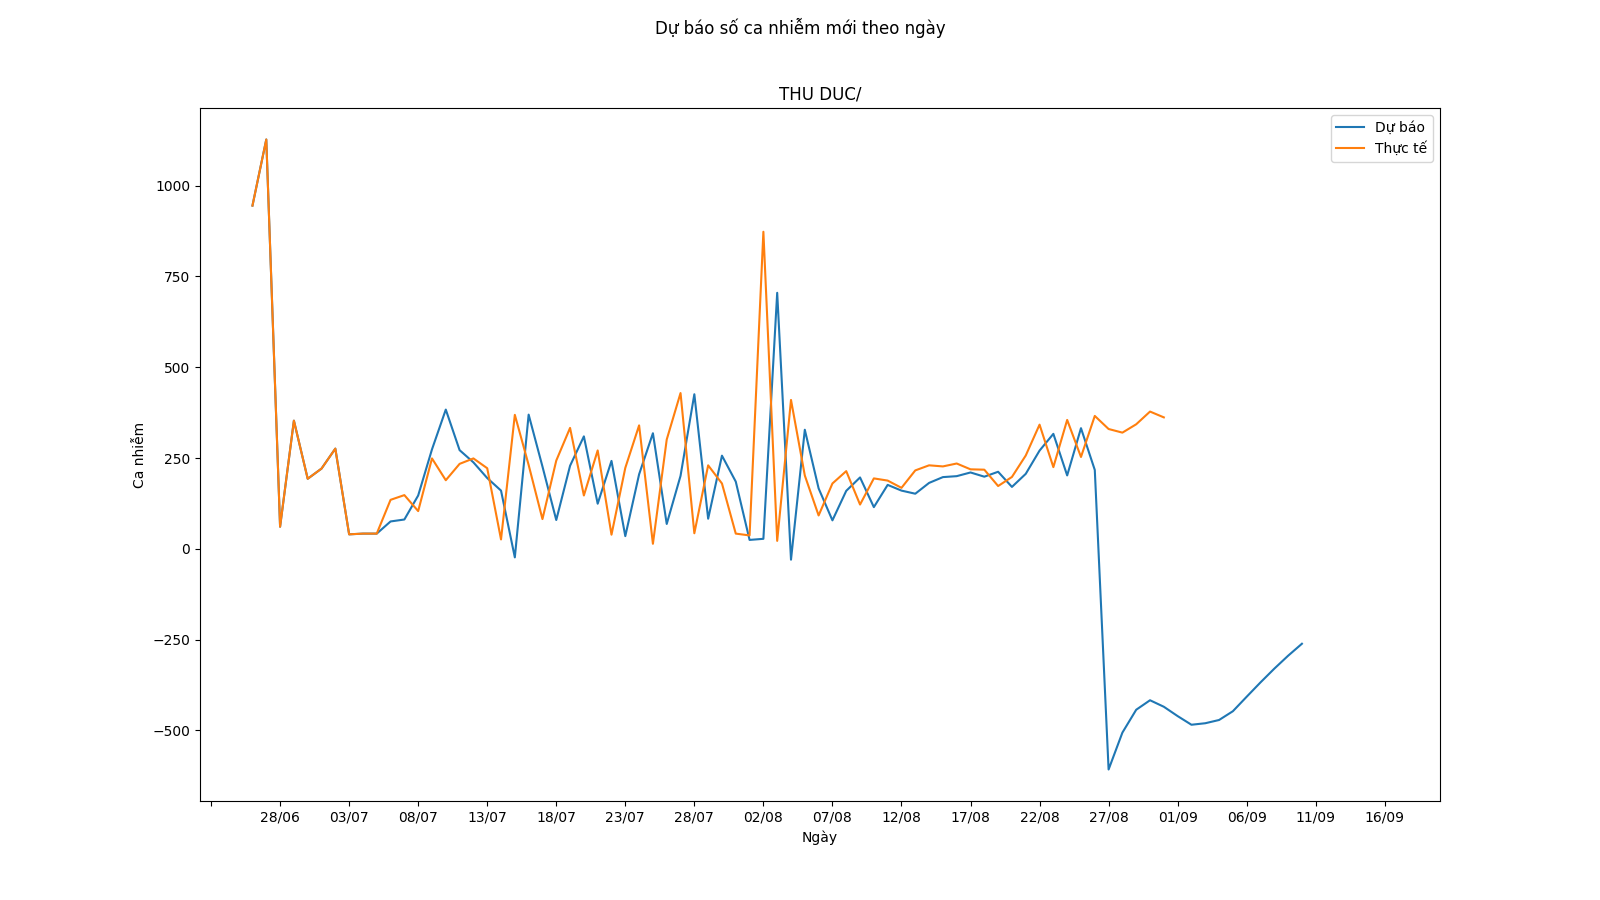 Dự báo số ca nhiễm mới theo ngày
THU DUC/
Dự báo
Thực tế
1000
750
500
250
0
−250
−500
Ca nhiễm
28/06 03/07 08/07 13/07 18/07 23/07 28/07 02/08 07/08 12/08 17/08 22/08 27/08 01/09 06/09 11/09 16/09
Ngày